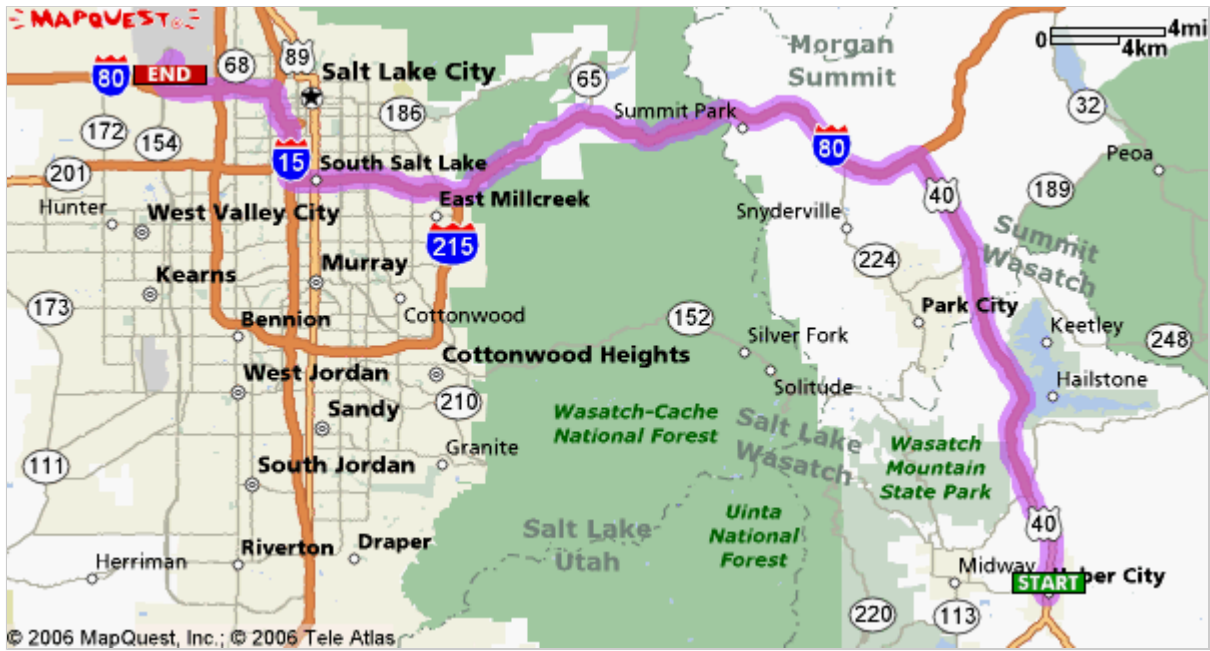 MAPQUEST
4mi
0
4km
Morgan
Summit
80
END
68
89
Salt Lake City
65
32
172
154
186
Summit Park
80
Peoa
201
15
South Salt Lake
40
189
Hunter
West Valley City
East Millcreek
Snyderville
Summit
Wasatch
215
Kearns
Murray
224
173
Bennion
Cottonwood
152
Park City
Keetley
248
Silver Fork
Cottonwood Heights
West Jordan
Solitude
Hailstone
Sandy
210
Wasatch-Cache
National Forest
Salt Lake
Wasatch
Wasatch
Mountain
State Park
111
South Jordan
Granite
Uinta
National
Forest
40
Salt Lake
Utah
Herriman
Riverton
Draper
Midway
START
ber City
220
113
© 2006 MapQuest, Inc.; © 2006 Tele Atlas